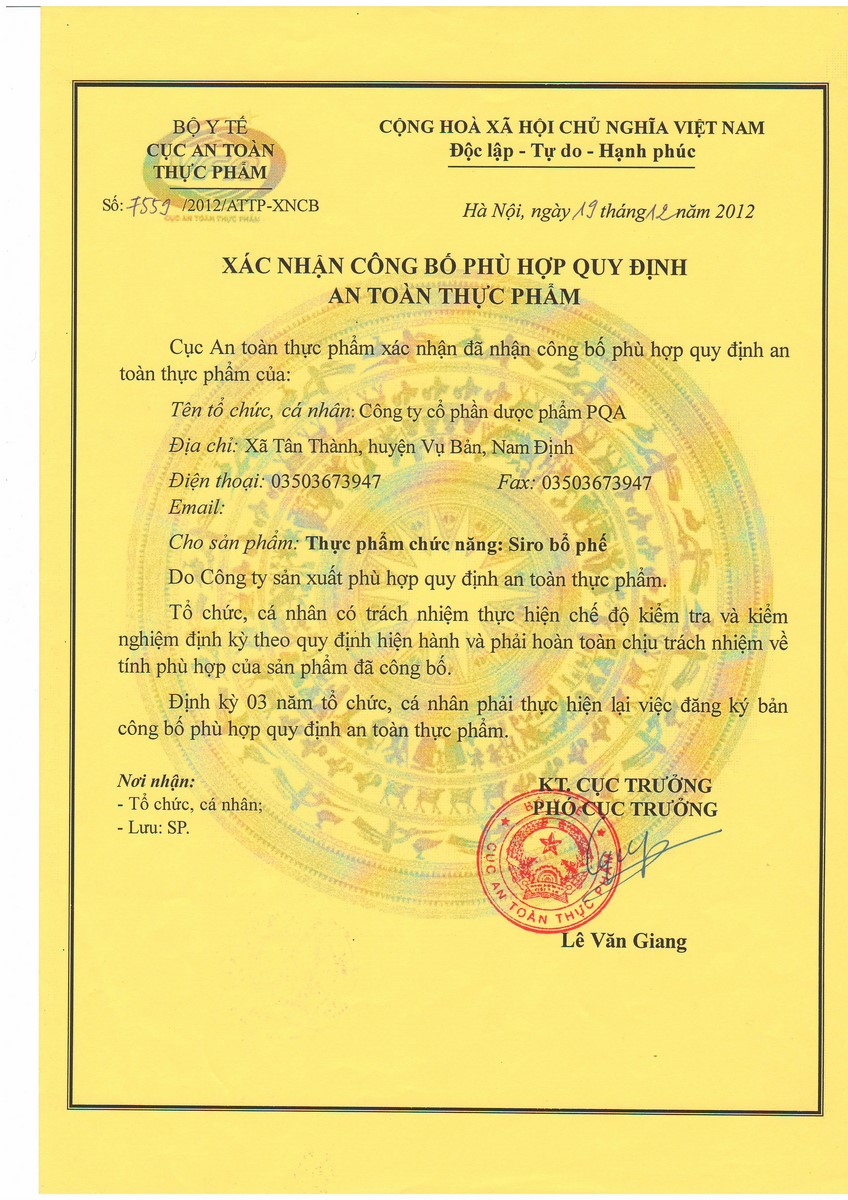 BỘ Y TẾ
CỤC AN TOÀN
THỰC PHẨM
Số: 7559 /2012/ATTP-XNCB
CỤC AN TOÀN THỰC PHẨM
CỘNG HOÀ XÃ HỘI CHỦ NGHĨA VIỆT NAM
Độc lập - Tự do - Hạnh phúc
Hà Nội, ngày 19 tháng 12 năm 2012
XÁC NHẬN CÔNG BỐ PHÙ HỢP QUY ĐỊNH
AN TOÀN THỰC PHẨM
Cục An toàn thực phẩm xác nhận đã nhận công bố phù hợp quy định an
toàn thực phẩm của:
Tên tổ chức, cá nhân: Công ty cổ phần dược phẩm PQA
Địa chỉ: Xã Tân Thành, huyện Vụ Bản, Nam Định
Điện thoại: 03503673947 Fax: 03503673947
Email:
Cho sản phẩm: Thực phẩm chức năng: Siro bổ phế
Do Công ty sản xuất phù hợp quy định an toàn thực phẩm.
Tổ chức, cá nhân có trách nhiệm thực hiện chế độ kiểm tra và kiểm
nghiệm định kỳ theo quy định hiện hành và phải hoàn toàn chịu trách nhiệm về
tính phù hợp của sản phẩm đã công bố.
Định kỳ 03 năm tổ chức, cá nhân phải thực hiện lại việc đăng ký bản
công bố phù hợp quy định an toàn thực phẩm.
Nơi nhận:
- Tổ chức, cá nhân;
- Lưu: SP.
KT. CỤC TRƯỞNG
PHÓ CỤC TRƯỞNG
CỤC AN TOÀN THỰC PHẨM
Lê Văn Giang